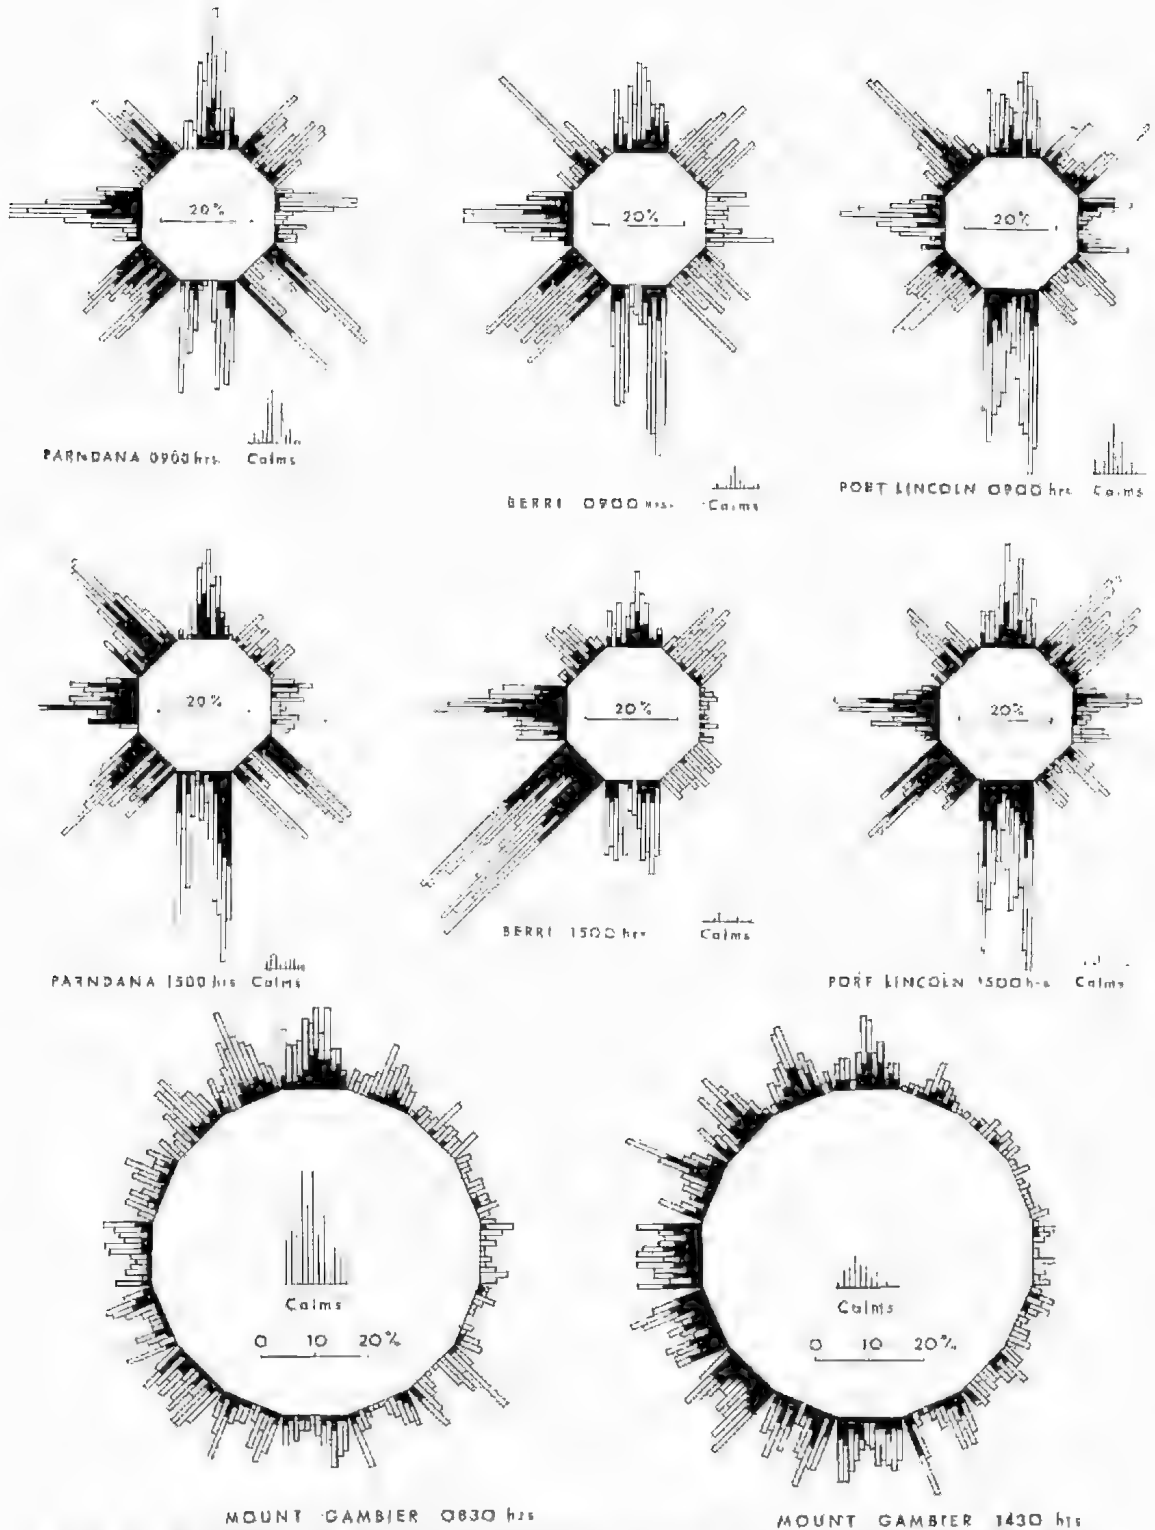 20%
20%
20%
PARNDANA 0900 hrs. Calms
BERRI 0900 Hrs. Calms
PORT LINCOLN 0900 hrs. Calms
20%
20%
20%
PARNDANA 1500 hrs Calms
BERRI 1500 hrs Calms
PORT LINCOLN 1500 hrs Calms
Calms
0 10 20%
Calms
0 10 20%
MOUNT GAMBIER 0830 hrs
MOUNT GAMBIER 1430 hrs